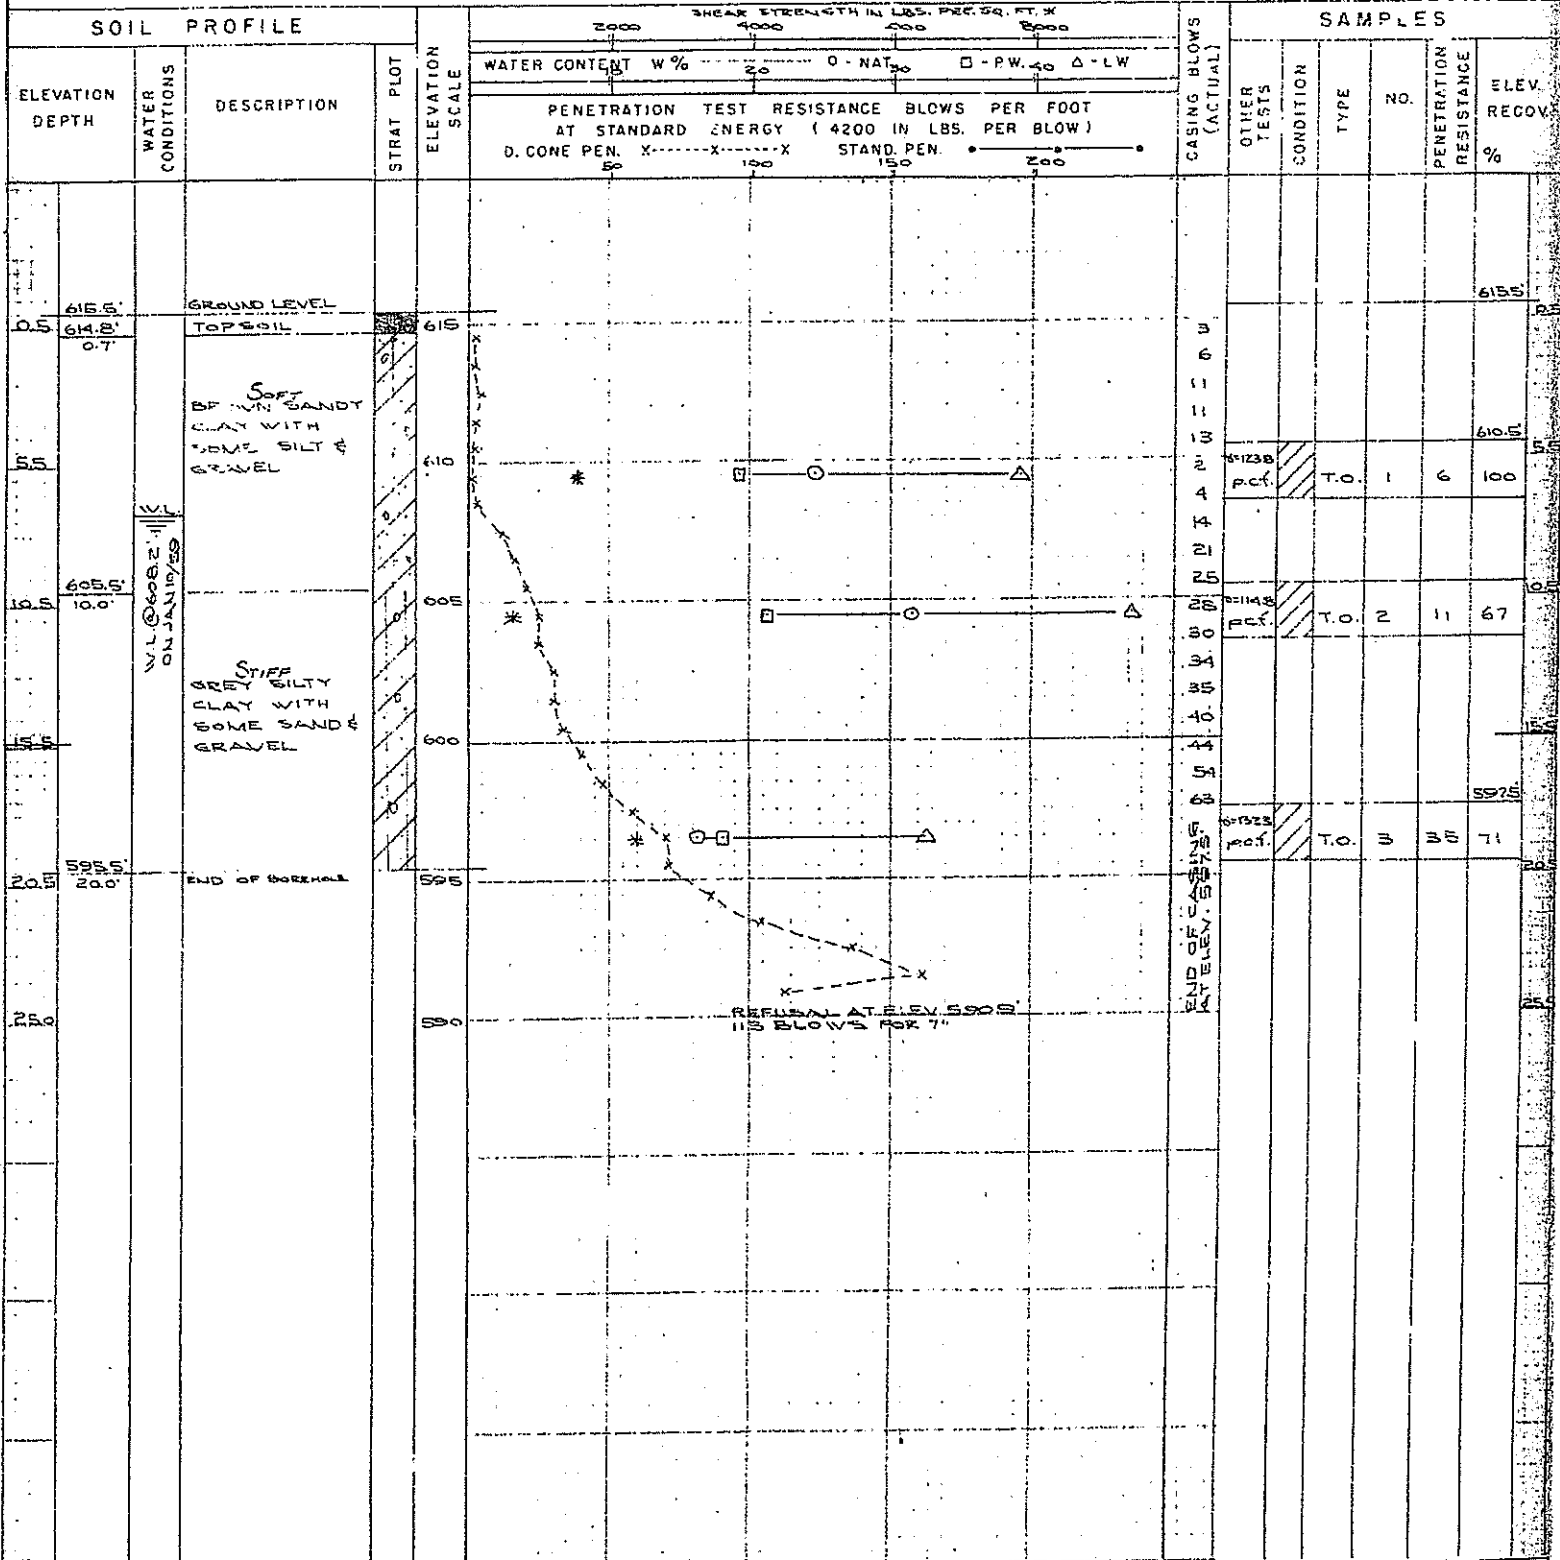 SOIL PROFILE
ELEVATION
DEPTH
WATER
CONDITIONS
DESCRIPTION
STRAT PLOT
ELEVATION
SCALE
SHEAR STRENGTH IN LBS. PER. SQ. FT. *
2000 4000 8000
WATER CONTENT W % O - NAT. □ - P.W. Δ - LW
20 40
PENETRATION TEST RESISTANCE BLOWS PER FOOT
AT STANDARD ENERGY ( 4200 IN LBS. PER BLOW )
D. CONE PEN. X-------X-------X STAND. PEN.
50 100 150 200
CASING BLOWS
(ACTUAL)
SAMPLES
OTHER
TESTS
CONDITION
TYPE
NO.
PENETRATION
RESISTANCE
ELEV.
RECOV
%
615.5' GROUND LEVEL 615.5'
0.5 614.8' TOPSOIL 615
0.7'
3
6
11
11
13
SOFT
SANDY
CLAY WITH
SOME SILT &
GRAVEL
610.5'
5.5 610
2
4
p.c.f. T.O. 1 6 100
W.L.
W.L. @ 608.2'
ON JAN 10/59
21
25
605.5'
10.0'
10.5 605
28
30
p.c.f. T.O. 2 11 67
34
35
40
44
54
63
STIFF
GREY SILTY
CLAY WITH
SOME SAND &
GRAVEL
15.5 600
597.5
p.c.f. T.O. 3 35 71
595.5'
20.0'
20.5 END OF BOREHOLE 595
END OF CASING
AT ELEV. 597.5'
REFUSAL AT ELEV 590.9'
113 BLOWS FOR 7"
25.0 590